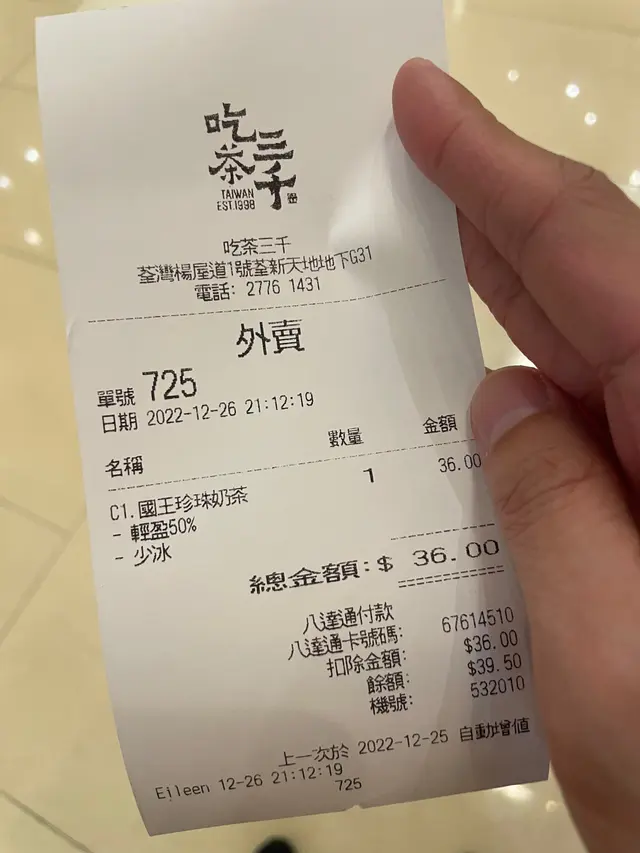 吃茶三千
TAIWAN
EST.1998
吃茶三千
荃灣楊屋道1號荃新天地地下G31
電話: 2776 1431
外賣
單號 725
日期 2022-12-26 21:12:19
名稱 數量 金額
C1.國王珍珠奶茶 1 36.00
- 輕盈50%
- 少冰
總金額:$ 36.00
八達通付款
八達通卡號碼: 67614510
扣除金額: $36.00
餘額: $39.50
機號: 532010
上一次於 2022-12-25 自動增值
Eileen 12-26 21:12:19
725